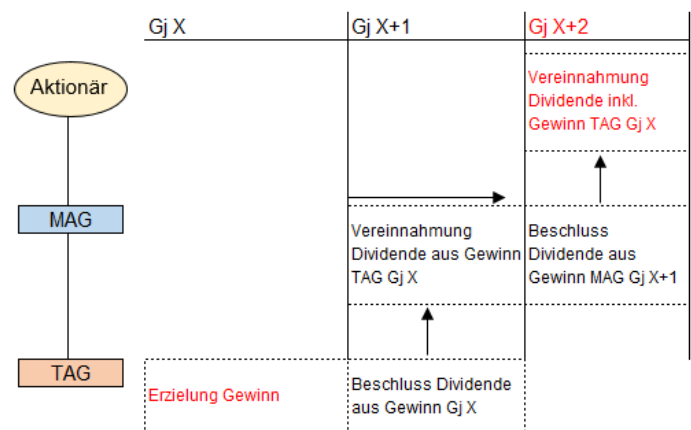 Gj X
Gj X+1
Gj X+2
Aktionär
Vereinnahmung
Dividende inkl.
Gewinn TAG Gj X
MAG
Vereinnahmung
Dividende aus Gewinn
TAG Gj X
Beschluss
Dividende aus
Gewinn MAG Gj X+1
TAG
Erzielung Gewinn
Beschluss Dividende
aus Gewinn Gj X